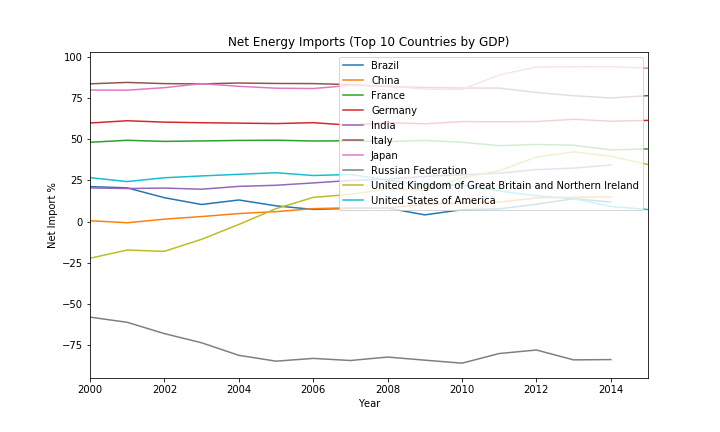 Net Energy Imports (Top 10 Countries by GDP)
100
75
50
25
0
−25
−50
−75
Net Import %
Brazil
China
France
Germany
India
Italy
Japan
Russian Federation
United Kingdom of Great Britain and Northern Ireland
United States of America
2000
2002
2004
2006
2008
2010
2012
2014
Year